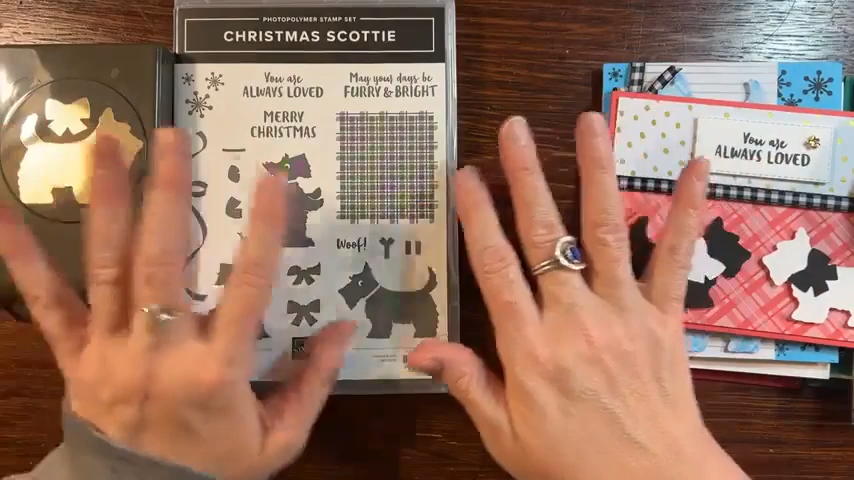 PHOTOPOLYMER STAMP SET
CHRISTMAS SCOTTIE
You are
ALWAYS LOVED
May your days be
FURRY & BRIGHT
MERRY
CHRISTMAS
Woof!
You are
ALWAYS LOVED